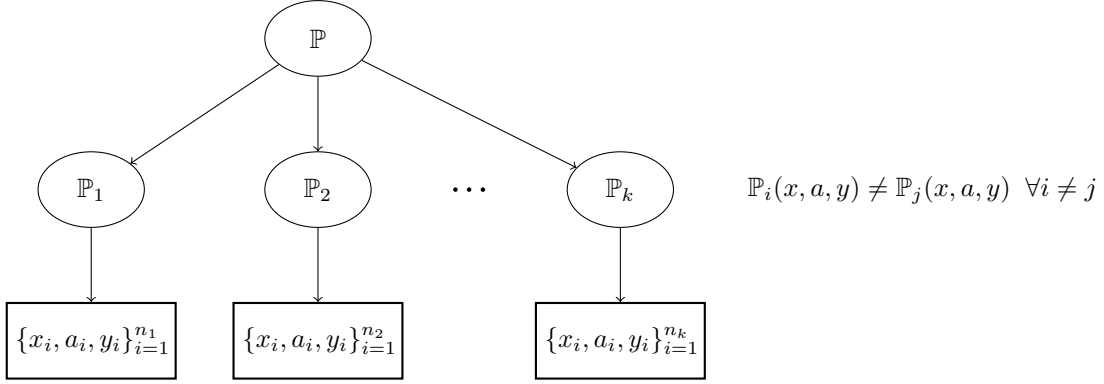 ℙ
ℙ₁ ℙ₂ ⋯ ℙₖ ℙᵢ(x, a, y) ≠ ℙⱼ(x, a, y) ∀i ≠ j
{xᵢ, aᵢ, yᵢ}ᵢ₌₁^{n₁} {xᵢ, aᵢ, yᵢ}ᵢ₌₁^{n₂} {xᵢ, aᵢ, yᵢ}ᵢ₌₁^{nₖ}